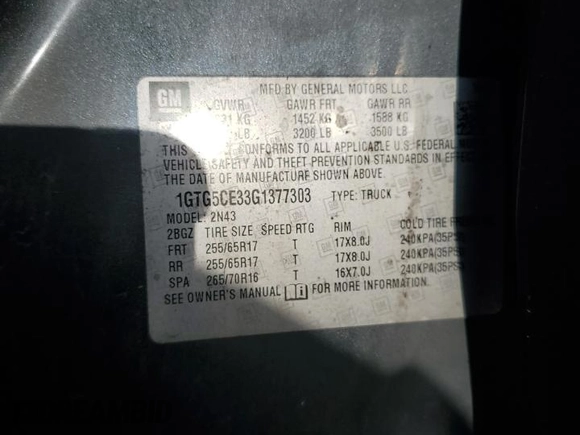 GM
MFD BY GENERAL MOTORS LLC
GVWR GAWR FRT GAWR RR
KG 1452 KG 1588 KG
LB 3200 LB 3500 LB
THIS CONFORMS TO ALL APPLICABLE U.S. FEDERAL
VEHICLE SAFETY AND THEFT PREVENTION STANDARDS IN EFFECT
THE DATE OF MANUFACTURE SHOWN ABOVE.
1GTG5CE33G1377303 TYPE: TRUCK
MODEL: 2N43
2BGZ TIRE SIZE SPEED RTG RIM COLD TIRE
FRT 255/65R17 T 17X8.0J 240KPA(35PSI)
RR 255/65R17 T 17X8.0J 240KPA(35PSI)
SPA 265/70R16 T 16X7.0J 240KPA(35PSI)
SEE OWNER'S MANUAL FOR MORE INFORMATION.